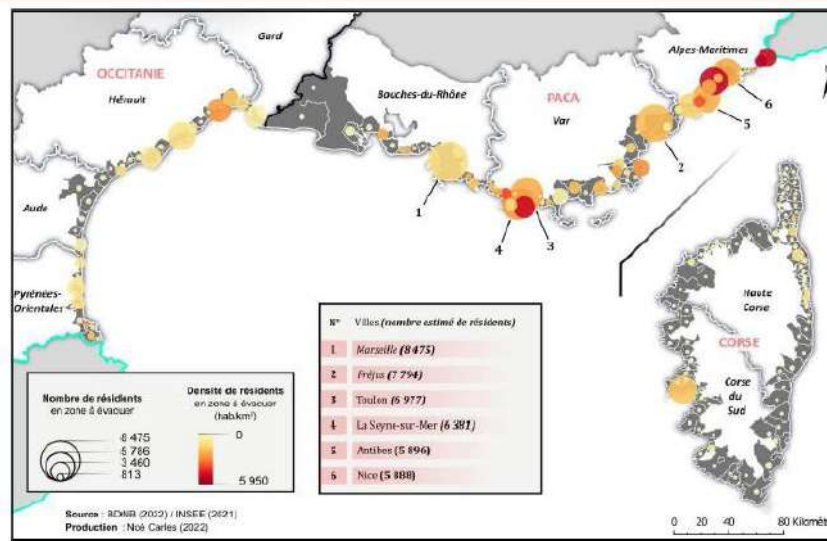 Gard
Alpes-Maritimes
OCCITANIE
Hérault
Bouches-du-Rhône
PACA
Var
6
5
2
Aude
1
4
3
Pyrénées-
Orientales
N° Villes (nombre estimé de résidents)
1 Marseille (8 475)
2 Fréjus (7 794)
3 Toulon (6 977)
4 La Seyne-sur-Mer (6 381)
5 Antibes (5 896)
6 Nice (5 888)
Haute
Corse
CORSE
Corse
du
Sud
Nombre de résidents
en zone à évacuer
8 475
5 786
3 460
813
Densité de résidents
en zone à évacuer
(hab/km²)
0
5 950
Source : BDNB (2022) / INSEE (2021)
Production : Noé Carles (2022)
0 20 40 80 Kilomèt